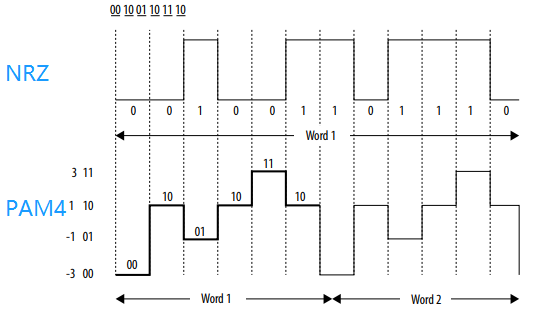 00 10 01 10 11 10
NRZ
0 0 1 0 0 1 1 0 1 1 1 0
Word 1
11
3 11
10 10 10
PAM4 1 10
01
-1 01
00
-3 00
Word 1 Word 2